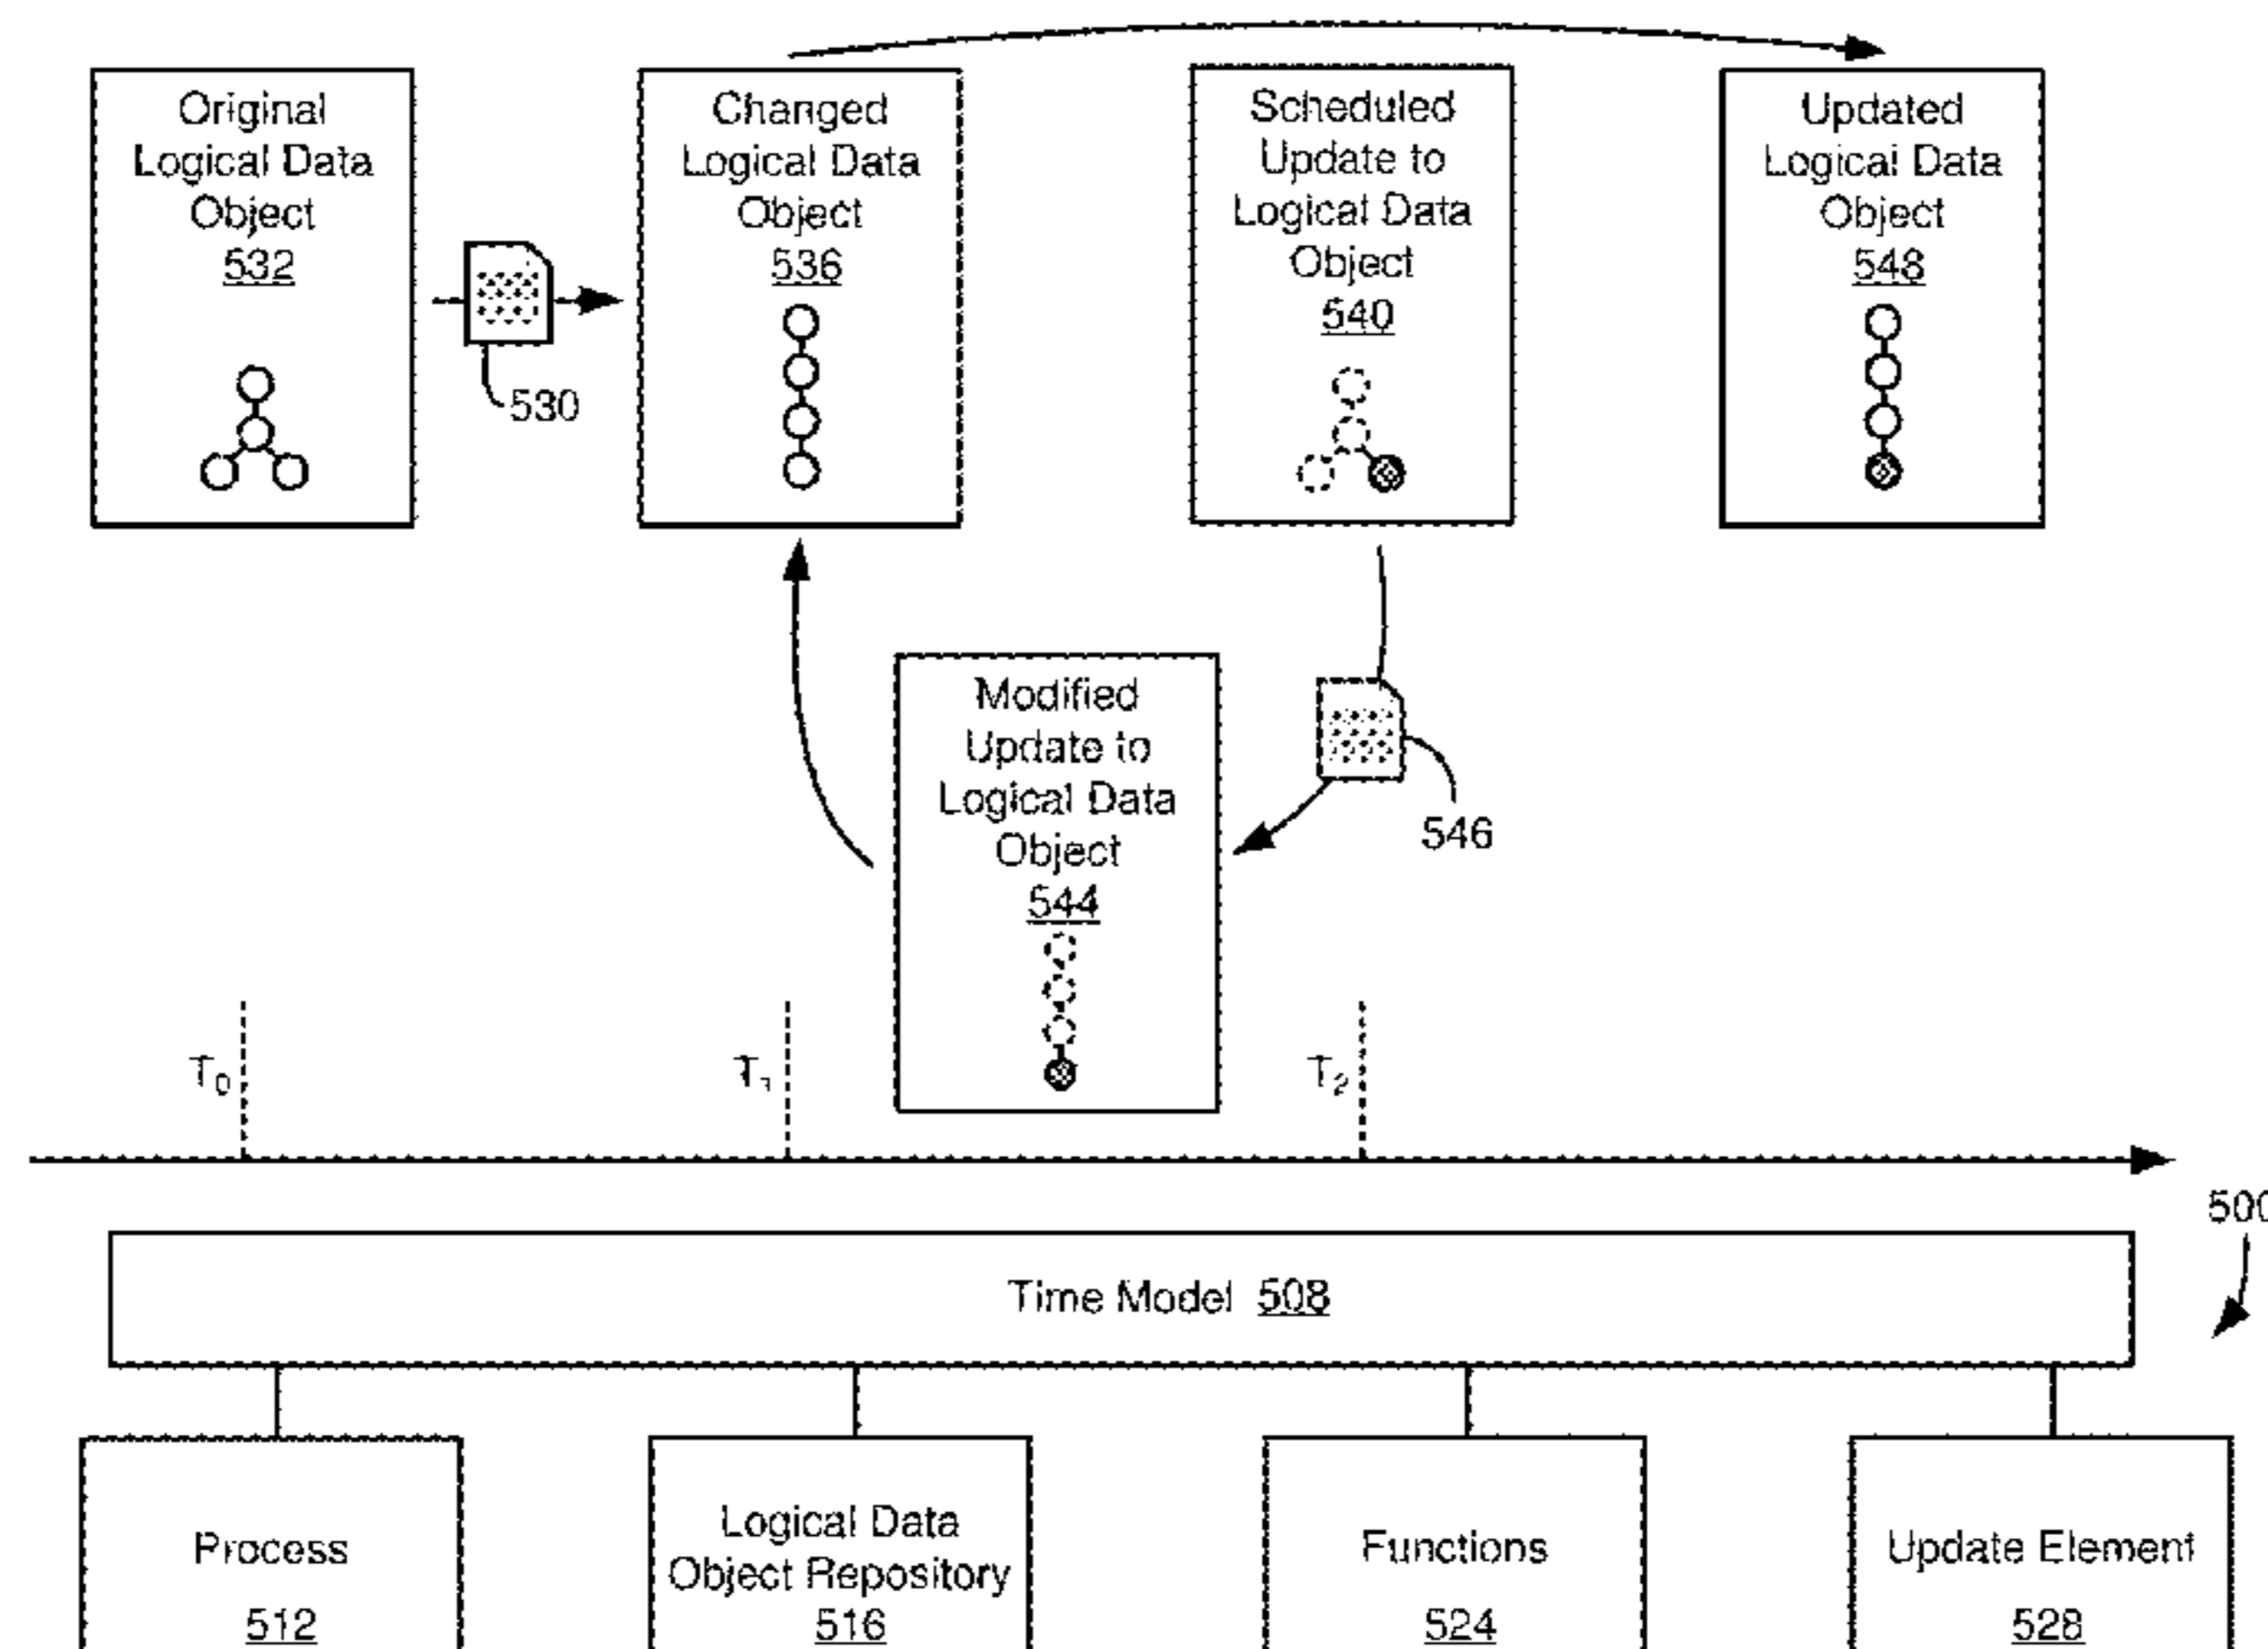 Original
Logical Data
Object
532
530
Changed
Logical Data
Object
536
Scheduled
Update to
Logical Data
Object
540
Updated
Logical Data
Object
548
Modified
Update to
Logical Data
Object
544
546
T0
T1
T2
500
Time Model 508
Process
512
Logical Data
Object Repository
516
Functions
524
Update Element
528